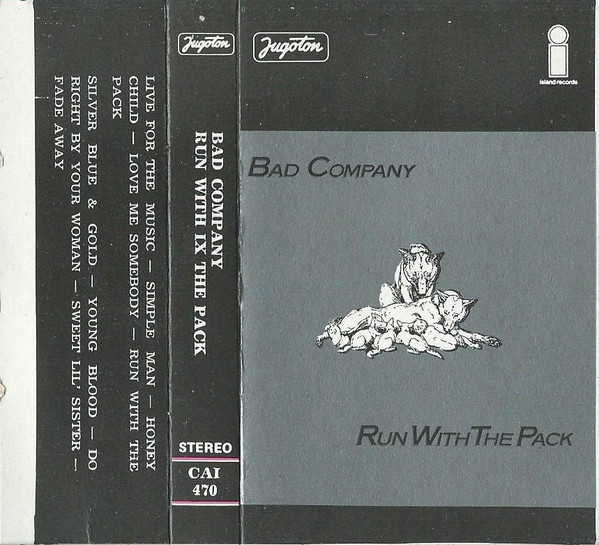 LIVE FOR THE MUSIC — SIMPLE MAN — HONEY
CHILD — LOVE ME SOMEBODY — RUN WITH THE
PACK
SILVER BLUE & GOLD — YOUNG BLOOD — DO
RIGHT BY YOUR WOMAN — SWEET LIL' SISTER —
FADE AWAY
Jugoton
BAD COMPANY
RUN WITH IX THE PACK
STEREO
CAI
470
Jugoton
island records
BAD COMPANY
RUN WITH THE PACK